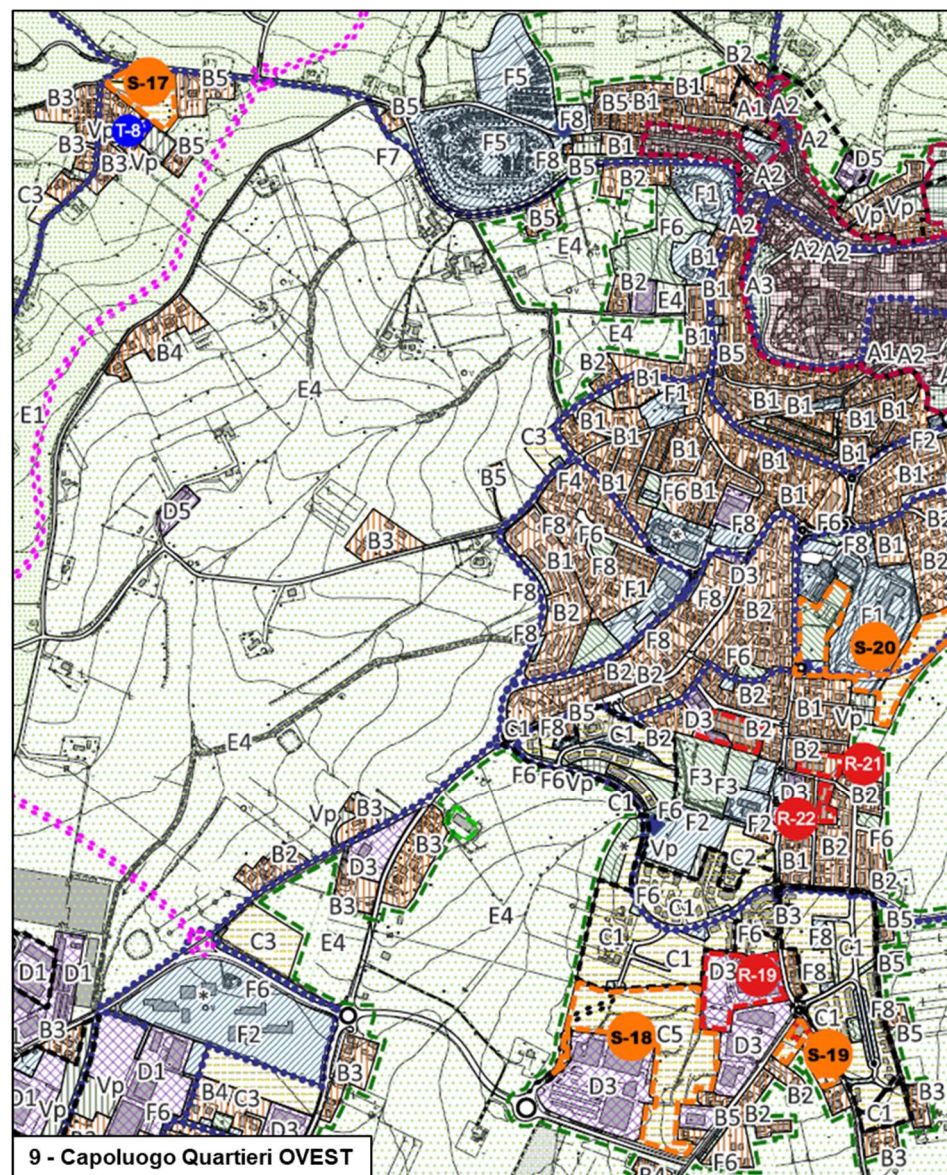 B2
F5
S-17
B5
B3
B1
A2
B5
B5
B1
A1
F8
Vp
T-8
A2
B3
F5
B1
D5
B3
Vp
B5
F7
F8
A2
B5
B2
C3
F1
Vp
Vp
B5
F6
A2
E4
B1
A2
A2
B2
E4
B1
A3
E4
B1
B4
B5
A1
A2
B2
E1
E4
B1
F1
B1
B1
C3
B1
B1
F2
F4
B1
B1
B1
B5
F6
B1
B1
B1
D5
F8
F6
F6
*
F8
B3
B1
F8
D3
B1
B2
F8
F1
F8
B2
F1
B2
F8
F8
S-20
B2
F6
B2
B2
B1
Vp
E4
C1
B5
F8
C1
B2
D3
B2
B2
R-21
F6
F6
Vp
F3
F3
D3
B2
Vp
B3
C1
F6
F2
F2
R-22
F6
B3
Vp
*
B1
B2
B2
D3
C2
B2
B3
F6
C1
B3
B5
E4
C3
E4
C1
F6
F8
C1
D1
D1
C1
D3
R-19
B5
*
F6
F8
F2
C1
F8
B3
S-18
C5
B5
S-19
D1
B3
D3
D3
D1
Vp
Vp
B4
C3
B2
B2
B5
F6
D3
C1
B3
B4
B3
9 - Capoluogo Quartieri OVEST